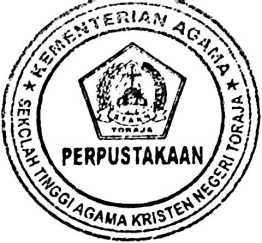 ★ KEMENTERIAN AGAMA ★
TORAJA
PERPUSTAKAAN
SEKOLAH TINGGI AGAMA KRISTEN NEGERI TORAJA